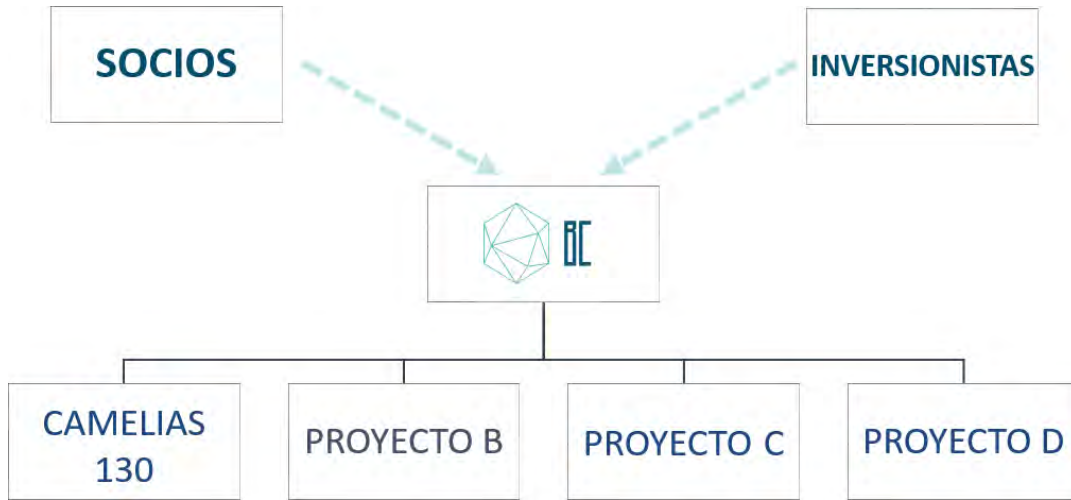 SOCIOS
INVERSIONISTAS
BC
CAMELIAS
130
PROYECTO B
PROYECTO C
PROYECTO D